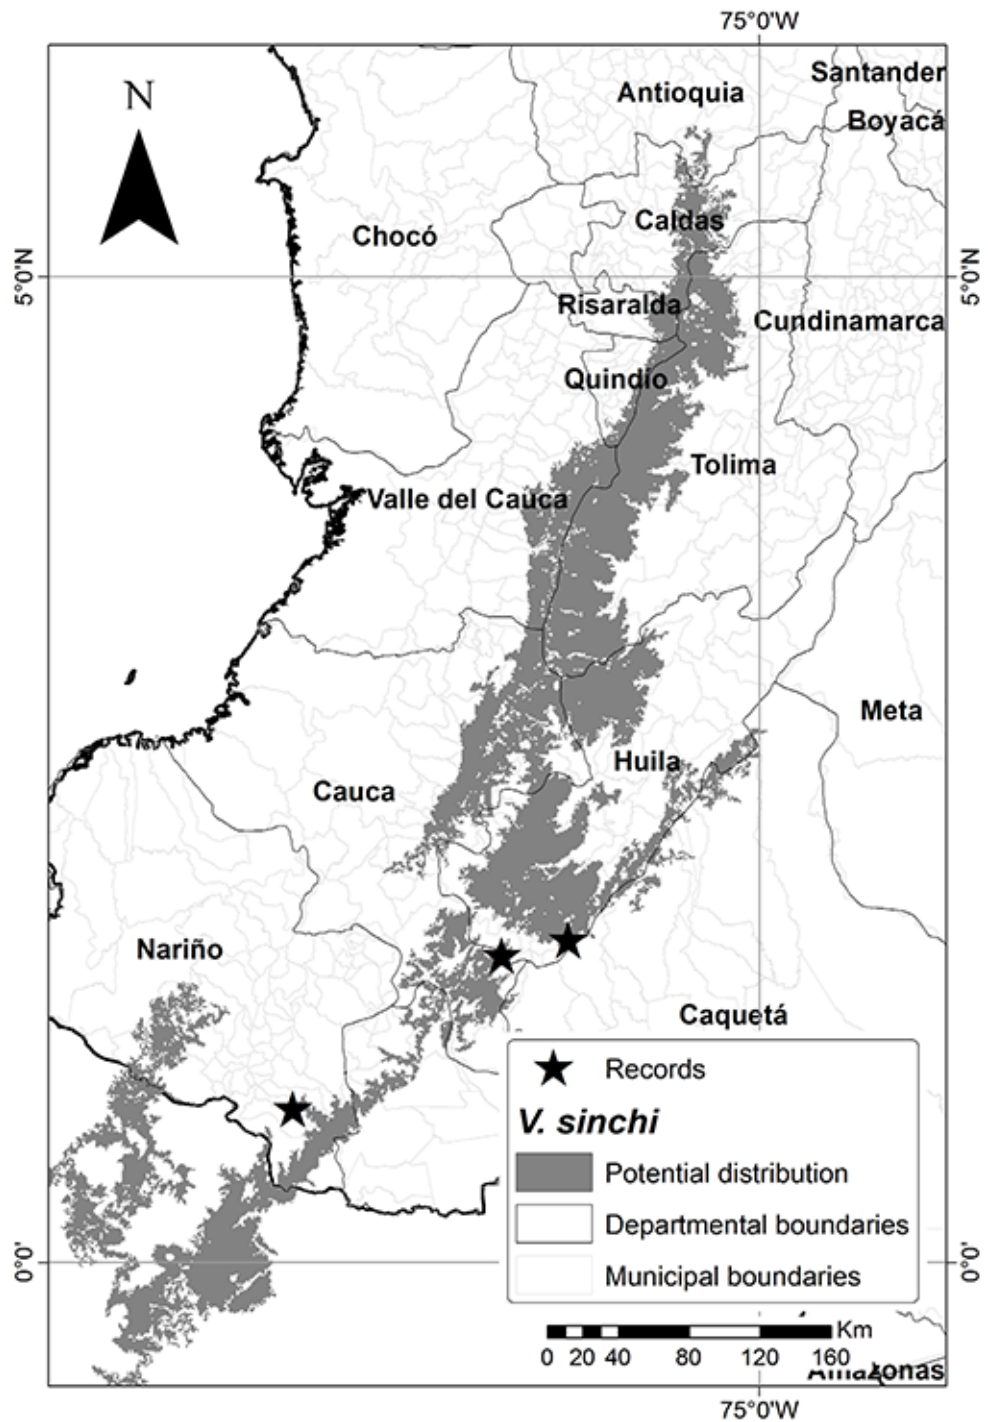 75°0'W
N
Santander
Antioquia
Boyacá
Caldas
Chocó
5°0'N
5°0'N
Risaralda
Cundinamarca
Quindío
Tolima
Valle del Cauca
Meta
Huila
Cauca
Nariño
Caquetá
Records
V. sinchi
Potential distribution
Departmental boundaries
Municipal boundaries
0°0'
0°0'
Km
0 20 40 80 120 160
Amazonas
75°0'W